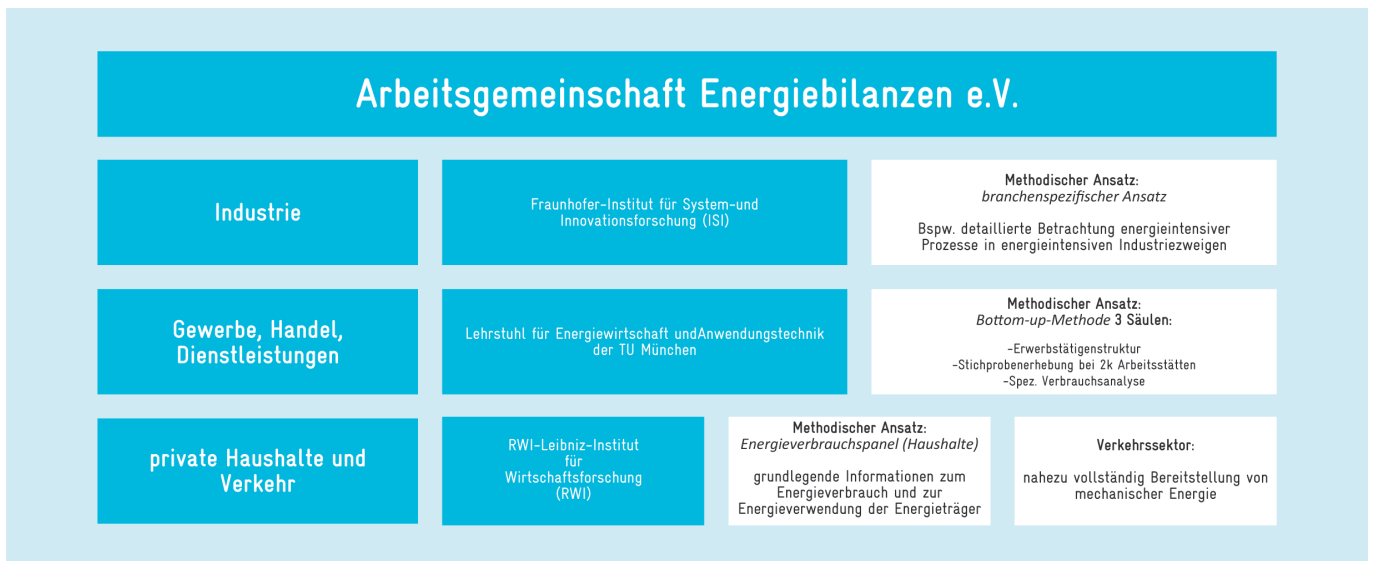 Arbeitsgemeinschaft Energiebilanzen e.V.
Industrie
Fraunhofer-Institut für System-und
Innovationsforschung (ISI)
Methodischer Ansatz:
branchenspezifischer Ansatz
Bspw. detaillierte Betrachtung energieintensiver
Prozesse in energieintensiven Industriezweigen
Gewerbe, Handel,
Dienstleistungen
Lehrstuhl für Energiewirtschaft undAnwendungstechnik
der TU München
Methodischer Ansatz:
Bottom-up-Methode 3 Säulen:
-Erwerbstätigenstruktur
-Stichprobenerhebung bei 2k Arbeitsstätten
-Spez. Verbrauchsanalyse
private Haushalte und
Verkehr
RWI-Leibniz-Institut
für
Wirtschaftsforschung
(RWI)
Methodischer Ansatz:
Energieverbrauchspanel (Haushalte)
grundlegende Informationen zum
Energieverbrauch und zur
Energieverwendung der Energieträger
Verkehrssektor:
nahezu vollständig Bereitstellung von
mechanischer Energie